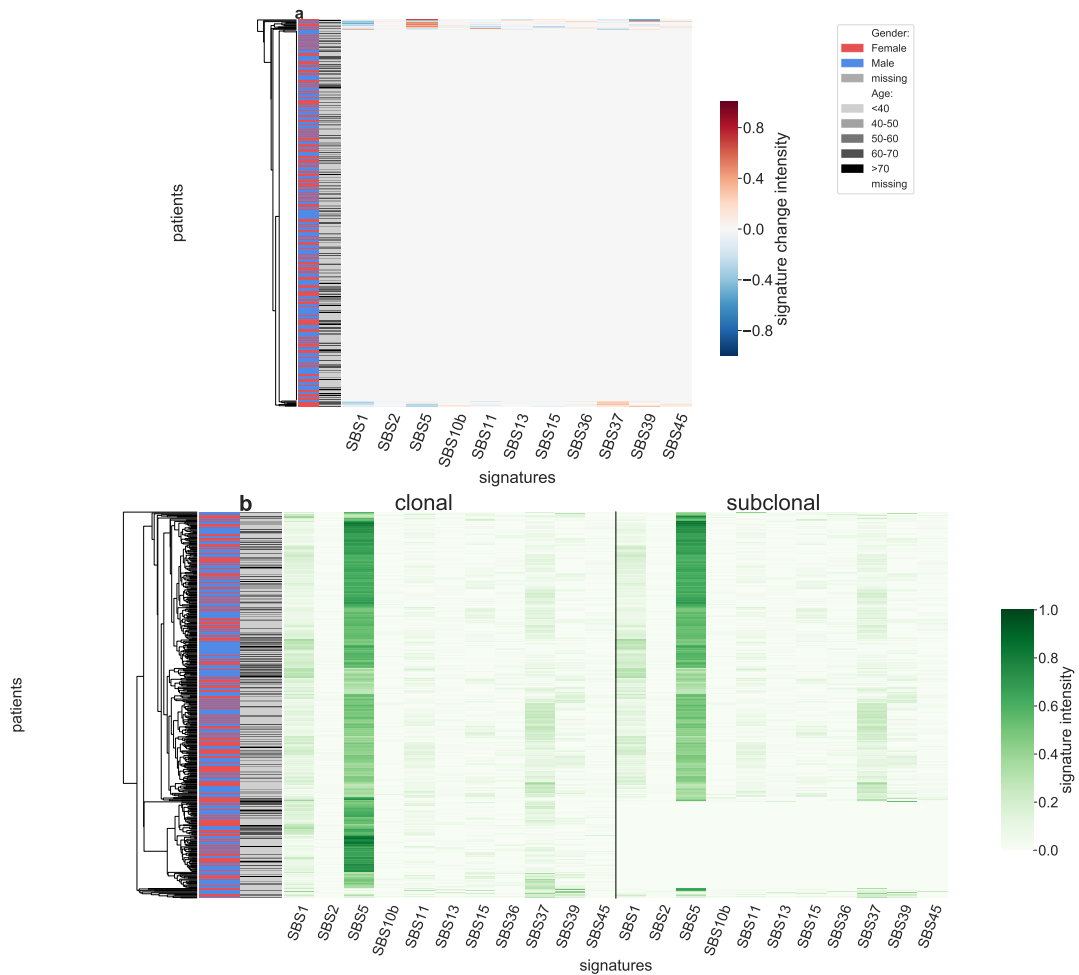 a
patients
SBS1
SBS2
SBS5
SBS10b
SBS11
SBS13
SBS15
SBS36
SBS37
SBS39
SBS45
signatures
0.8
0.4
0.0
−0.4
−0.8
signature change intensity
Gender:
Female
Male
missing
Age:
<40
40-50
50-60
60-70
>70
missing
b
clonal
subclonal
patients
SBS1
SBS2
SBS5
SBS10b
SBS11
SBS13
SBS15
SBS36
SBS37
SBS39
SBS45
SBS1
SBS2
SBS5
SBS10b
SBS11
SBS13
SBS15
SBS36
SBS37
SBS39
SBS45
signatures
1.0
0.8
0.6
0.4
0.2
0.0
signature intensity